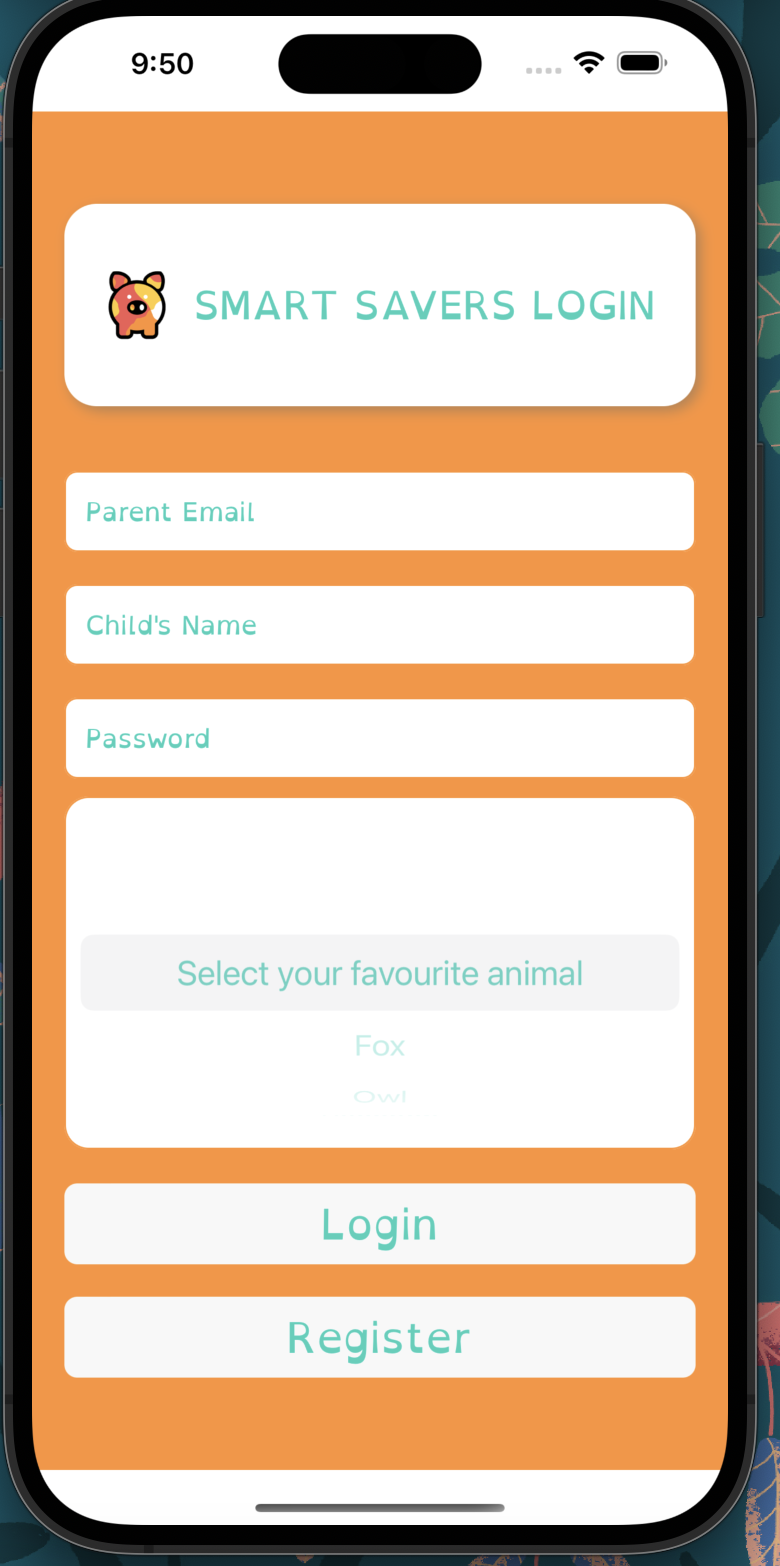 9:50
SMART SAVERS LOGIN
Parent Email
Child's Name
Password
Select your favourite animal
Fox
Owl
Login
Register